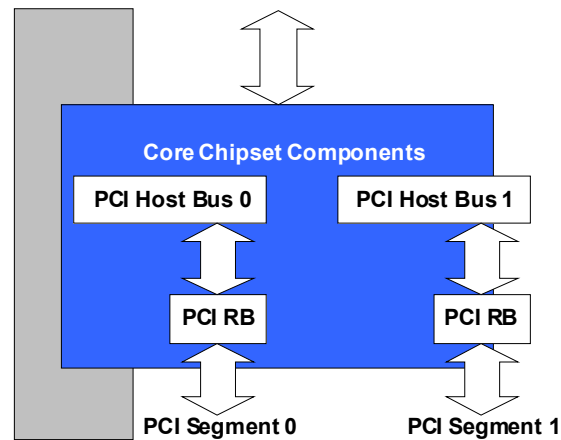 Core Chipset Components
PCI Host Bus 0
PCI Host Bus 1
PCI RB
PCI RB
PCI Segment 0
PCI Segment 1